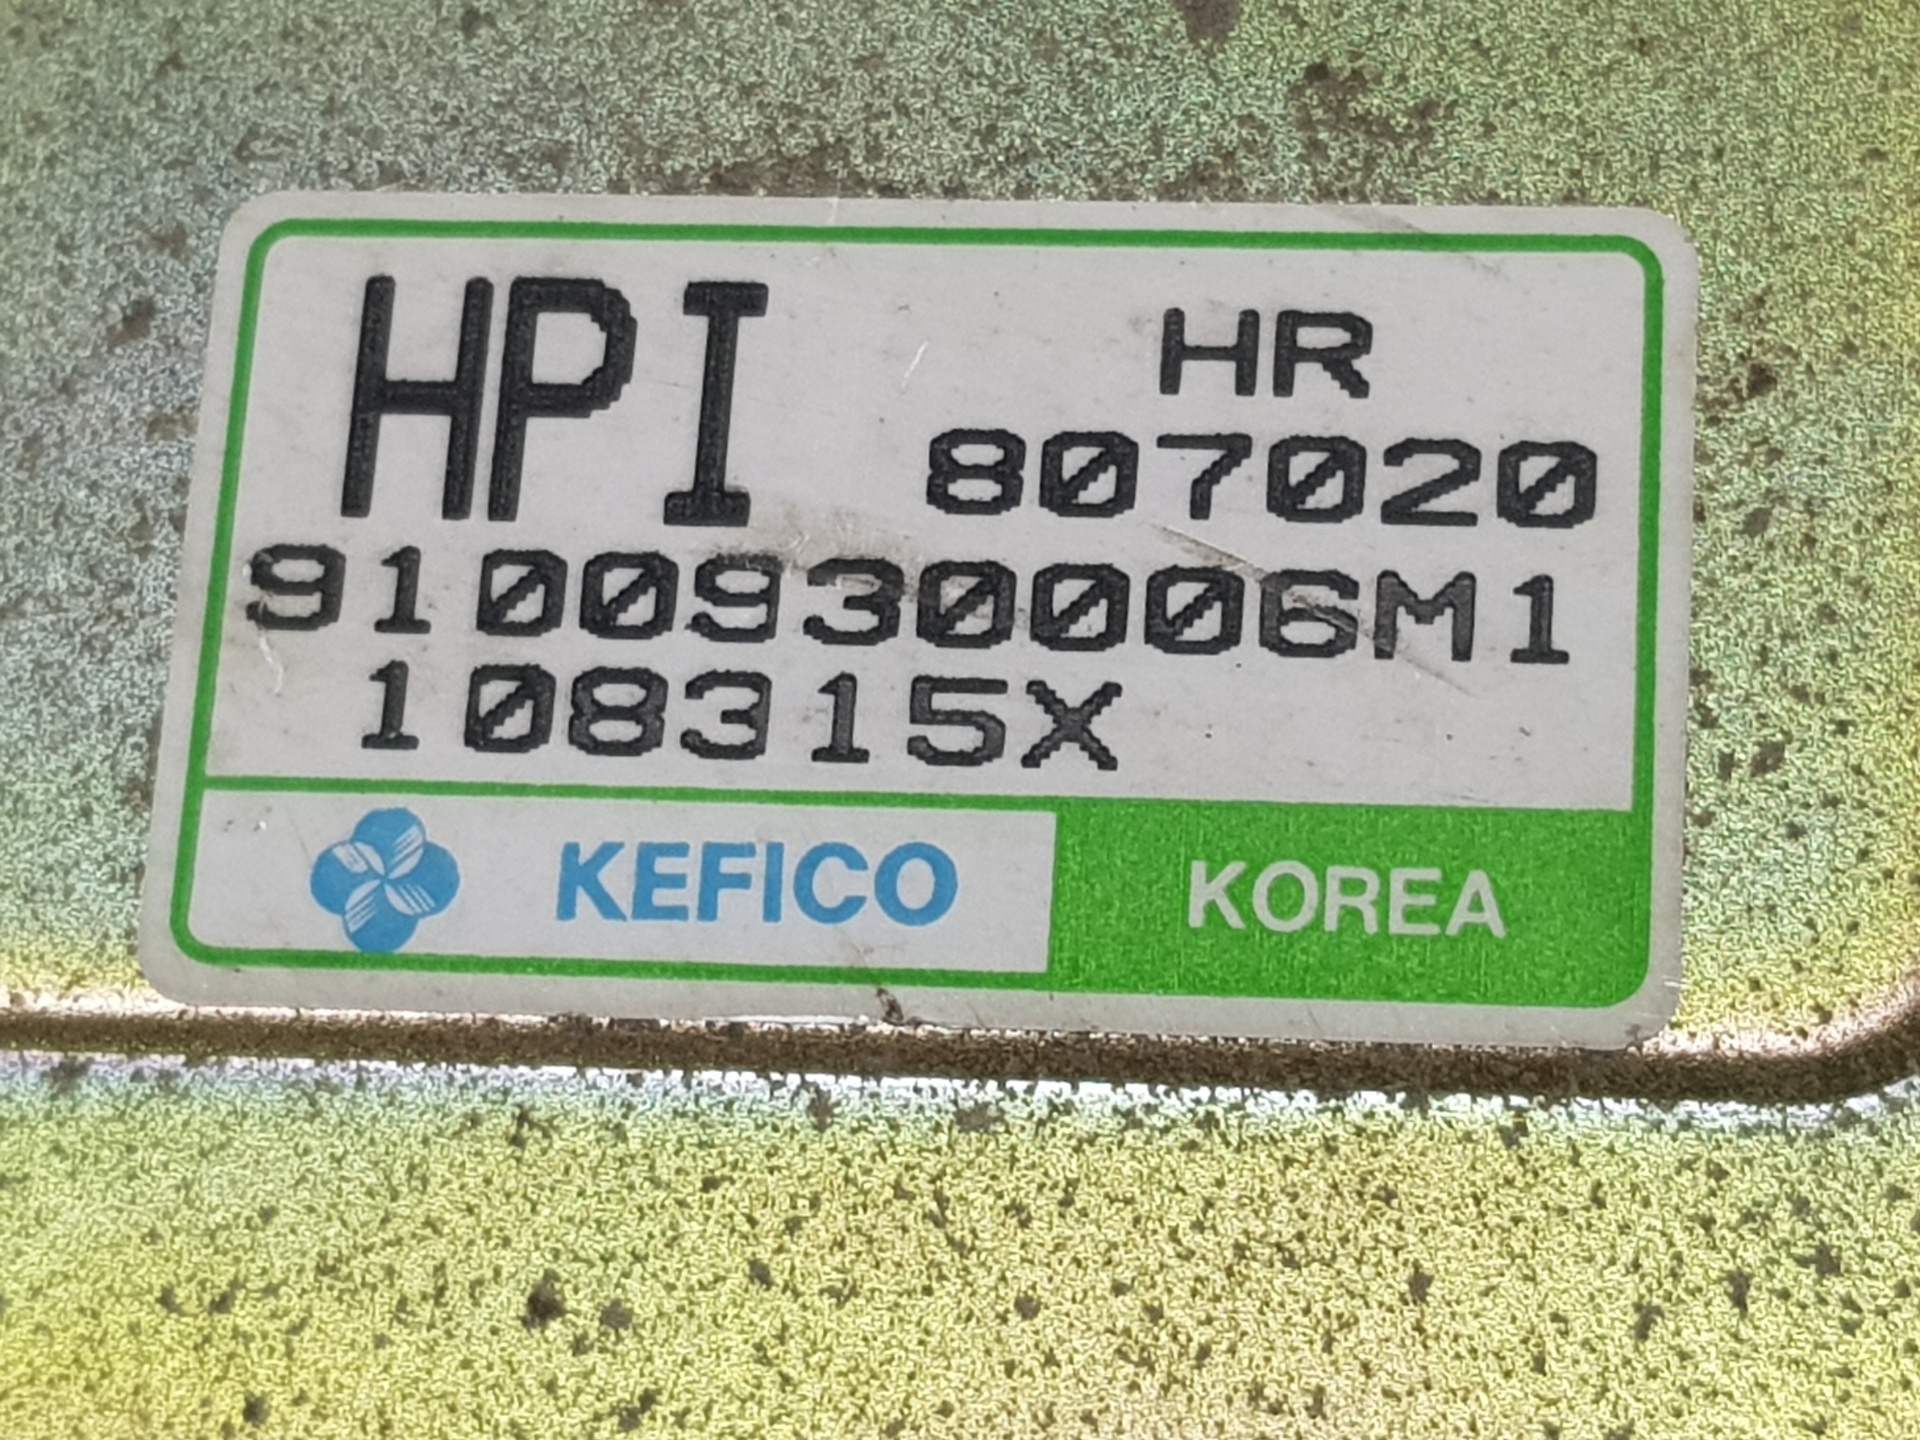 HPI HR
807020
9100930006M1
108315X
KEFICO KOREA